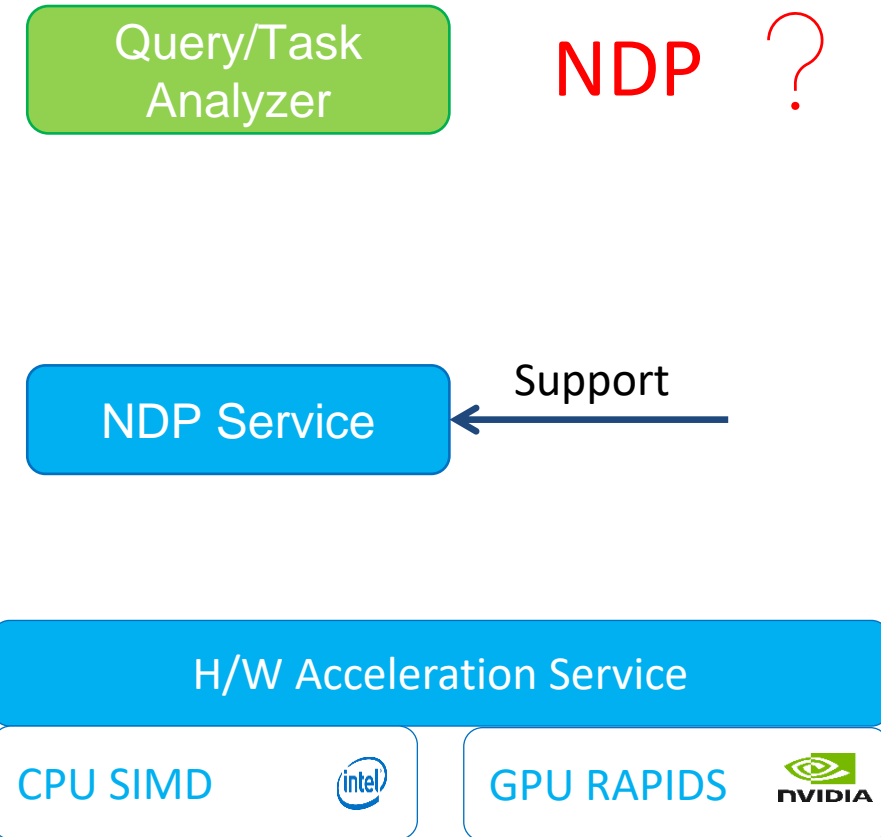 Query/Task
Analyzer
NDP ?
Support
NDP Service
H/W Acceleration Service
CPU SIMD
intel
GPU RAPIDS
NVIDIA